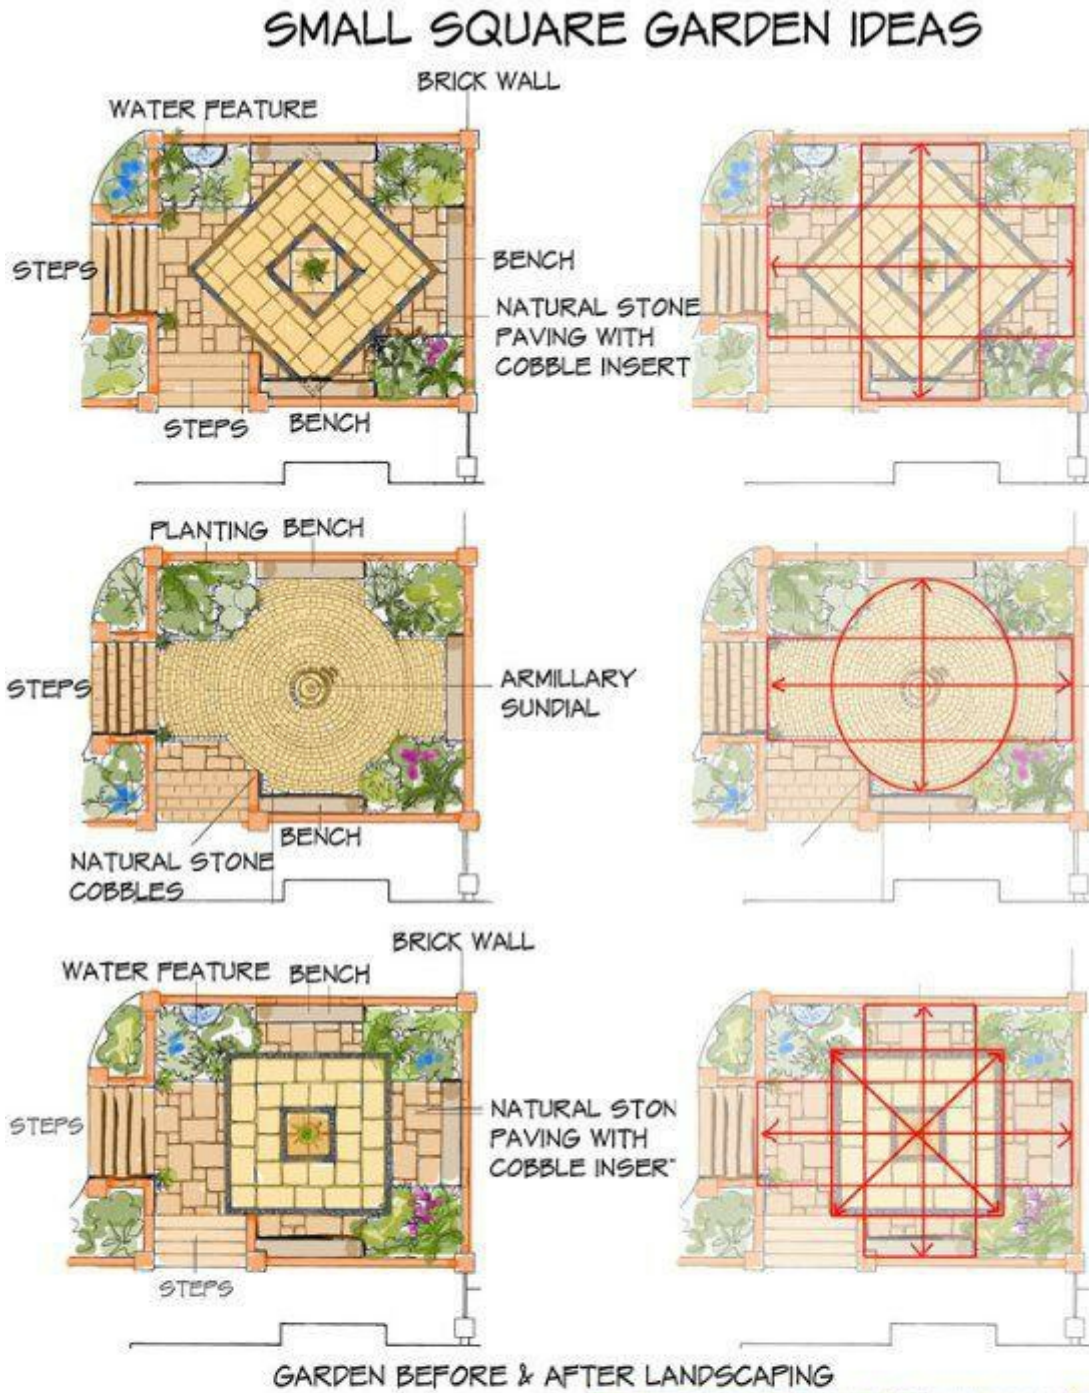 SMALL SQUARE GARDEN IDEAS
BRICK WALL
WATER FEATURE
STEPS
BENCH
NATURAL STONE
PAVING WITH
COBBLE INSERT
STEPS
BENCH
PLANTING
BENCH
STEPS
ARMILLARY
SUNDIAL
BENCH
NATURAL STONE
COBBLES
BRICK WALL
WATER FEATURE
BENCH
STEPS
NATURAL STON
PAVING WITH
COBBLE INSER
STEPS
GARDEN BEFORE & AFTER LANDSCAPING